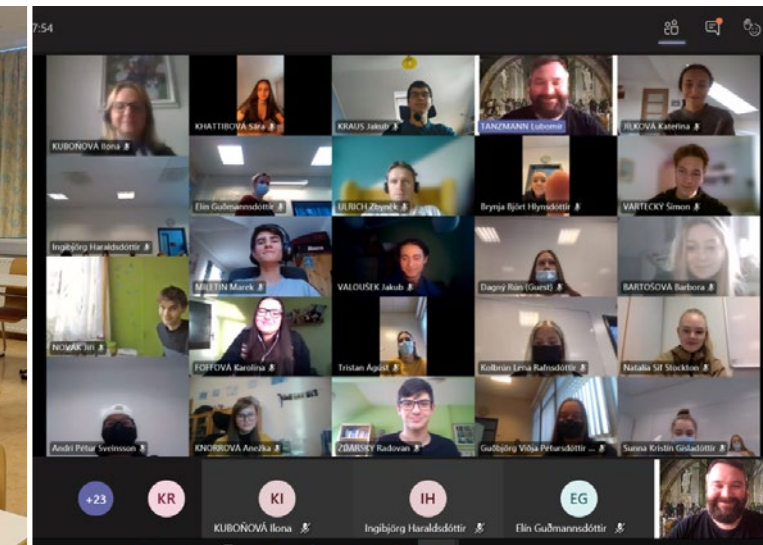 7:54
KUBOŇOVÁ Ilona
KHATTIBOVÁ Sára
KRAUS Jakub
TANZMANN Lubomír
JÍLKOVÁ Kateřina
Ingibjörg Haraldsdóttir
Elín Guðmannsdóttir
ULRICH Zbyněk
Brynja Björt Hlynsdóttir
VARTECKÝ Šimon
NOVÁK Jiří
MILETÍN Marek
VALOUŠEK Jakub
Dagný Rún (Guest)
BARTOŠOVÁ Barbora
FOFFOVÁ Karolína
Tristan Ágúst
Kolbrún Lena Rafnsdóttir
Natalía Sif Stockton
Andri Pétur Sveinsson
KNORROVÁ Anežka
ŽĎÁRSKÝ Radovan
Guðbjörg Viðja Pétursdóttir ...
Sunna Kristín Gísladóttir
+23
KR
KI
IH
EG
KUBOŇOVÁ Ilona
Ingibjörg Haraldsdóttir
Elín Guðmannsdóttir